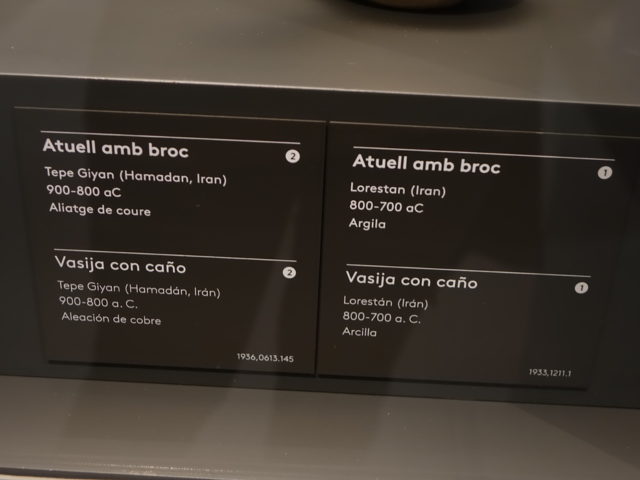 Atuell amb broc
2
Tepe Giyan (Hamadan, Iran)
900-800 aC
Aliatge de coure
Vasija con caño
2
Tepe Giyan (Hamadán, Irán)
900-800 a. C.
Aleación de cobre
1936,0613.145
Atuell amb broc
1
Lorestan (Iran)
800-700 aC
Argila
Vasija con caño
1
Lorestán (Irán)
800-700 a. C.
Arcilla
1933,1211.1